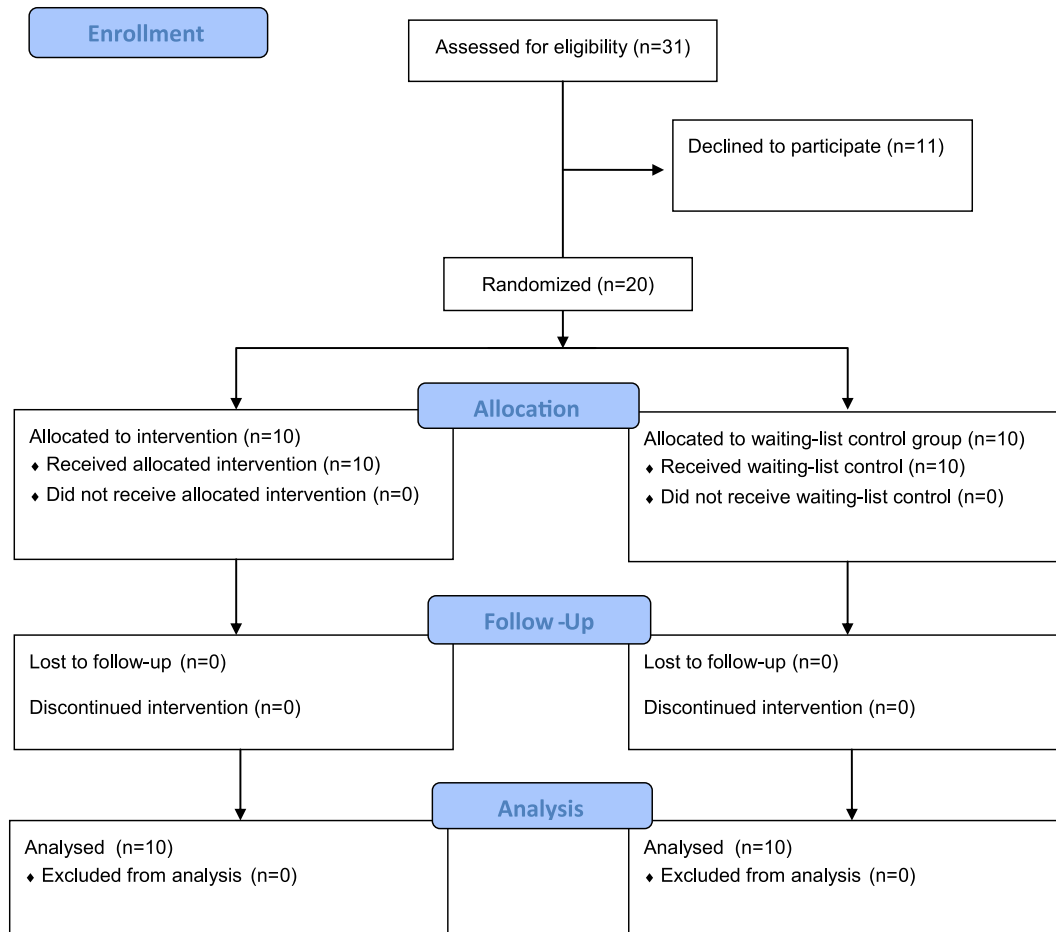 Enrollment
Assessed for eligibility (n=31)
Declined to participate (n=11)
Randomized (n=20)
Allocation
Allocated to intervention (n=10)
♦ Received allocated intervention (n=10)
♦ Did not receive allocated intervention (n=0)
Allocated to waiting-list control group (n=10)
♦ Received waiting-list control (n=10)
♦ Did not receive waiting-list control (n=0)
Follow-Up
Lost to follow-up (n=0)
Discontinued intervention (n=0)
Lost to follow-up (n=0)
Discontinued intervention (n=0)
Analysis
Analysed (n=10)
♦ Excluded from analysis (n=0)
Analysed (n=10)
♦ Excluded from analysis (n=0)